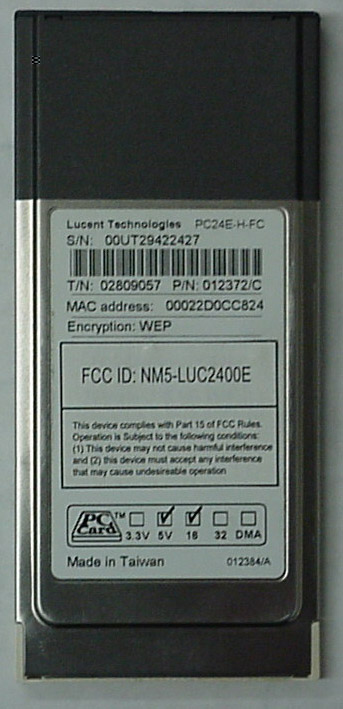 Lucent Technologies PC24E-H-FC
S/N: 00UT29422427
T/N: 02809057 P/N: 012372/C
MAC address: 00022D0CC824
Encryption: WEP
FCC ID: NM5-LUC2400E
This device complies with Part 15 of FCC Rules.
Operation is Subject to the following conditions:
(1) This device may not cause harmful interference
and (2) this device must accept any interference
that may cause undesireable operation
PC Card™
3.3V 5V 16 32 DMA
Made in Taiwan 012384/A